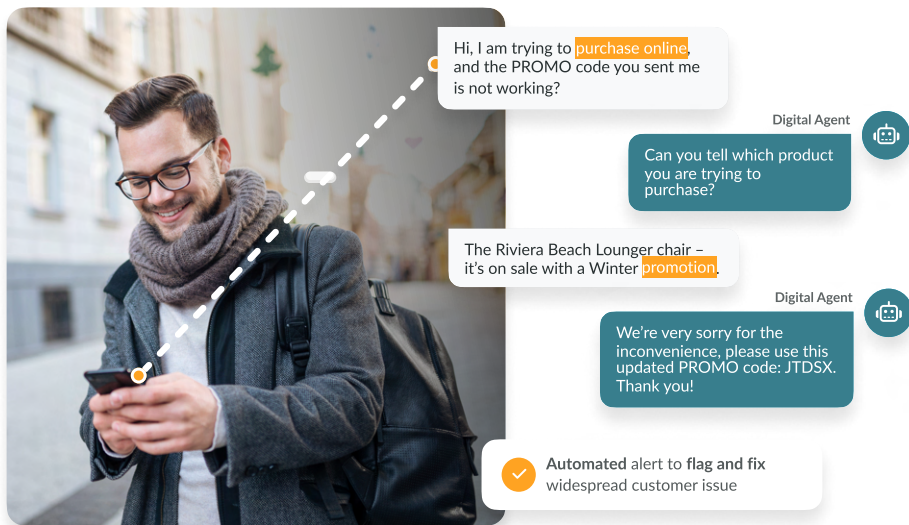 Hi, I am trying to purchase online,
and the PROMO code you sent me
is not working?
Digital Agent
Can you tell which product
you are trying to
purchase?
The Riviera Beach Lounger chair –
it’s on sale with a Winter promotion.
Digital Agent
We’re very sorry for the
inconvenience, please use this
updated PROMO code: JTDSX.
Thank you!
Automated alert to flag and fix
widespread customer issue